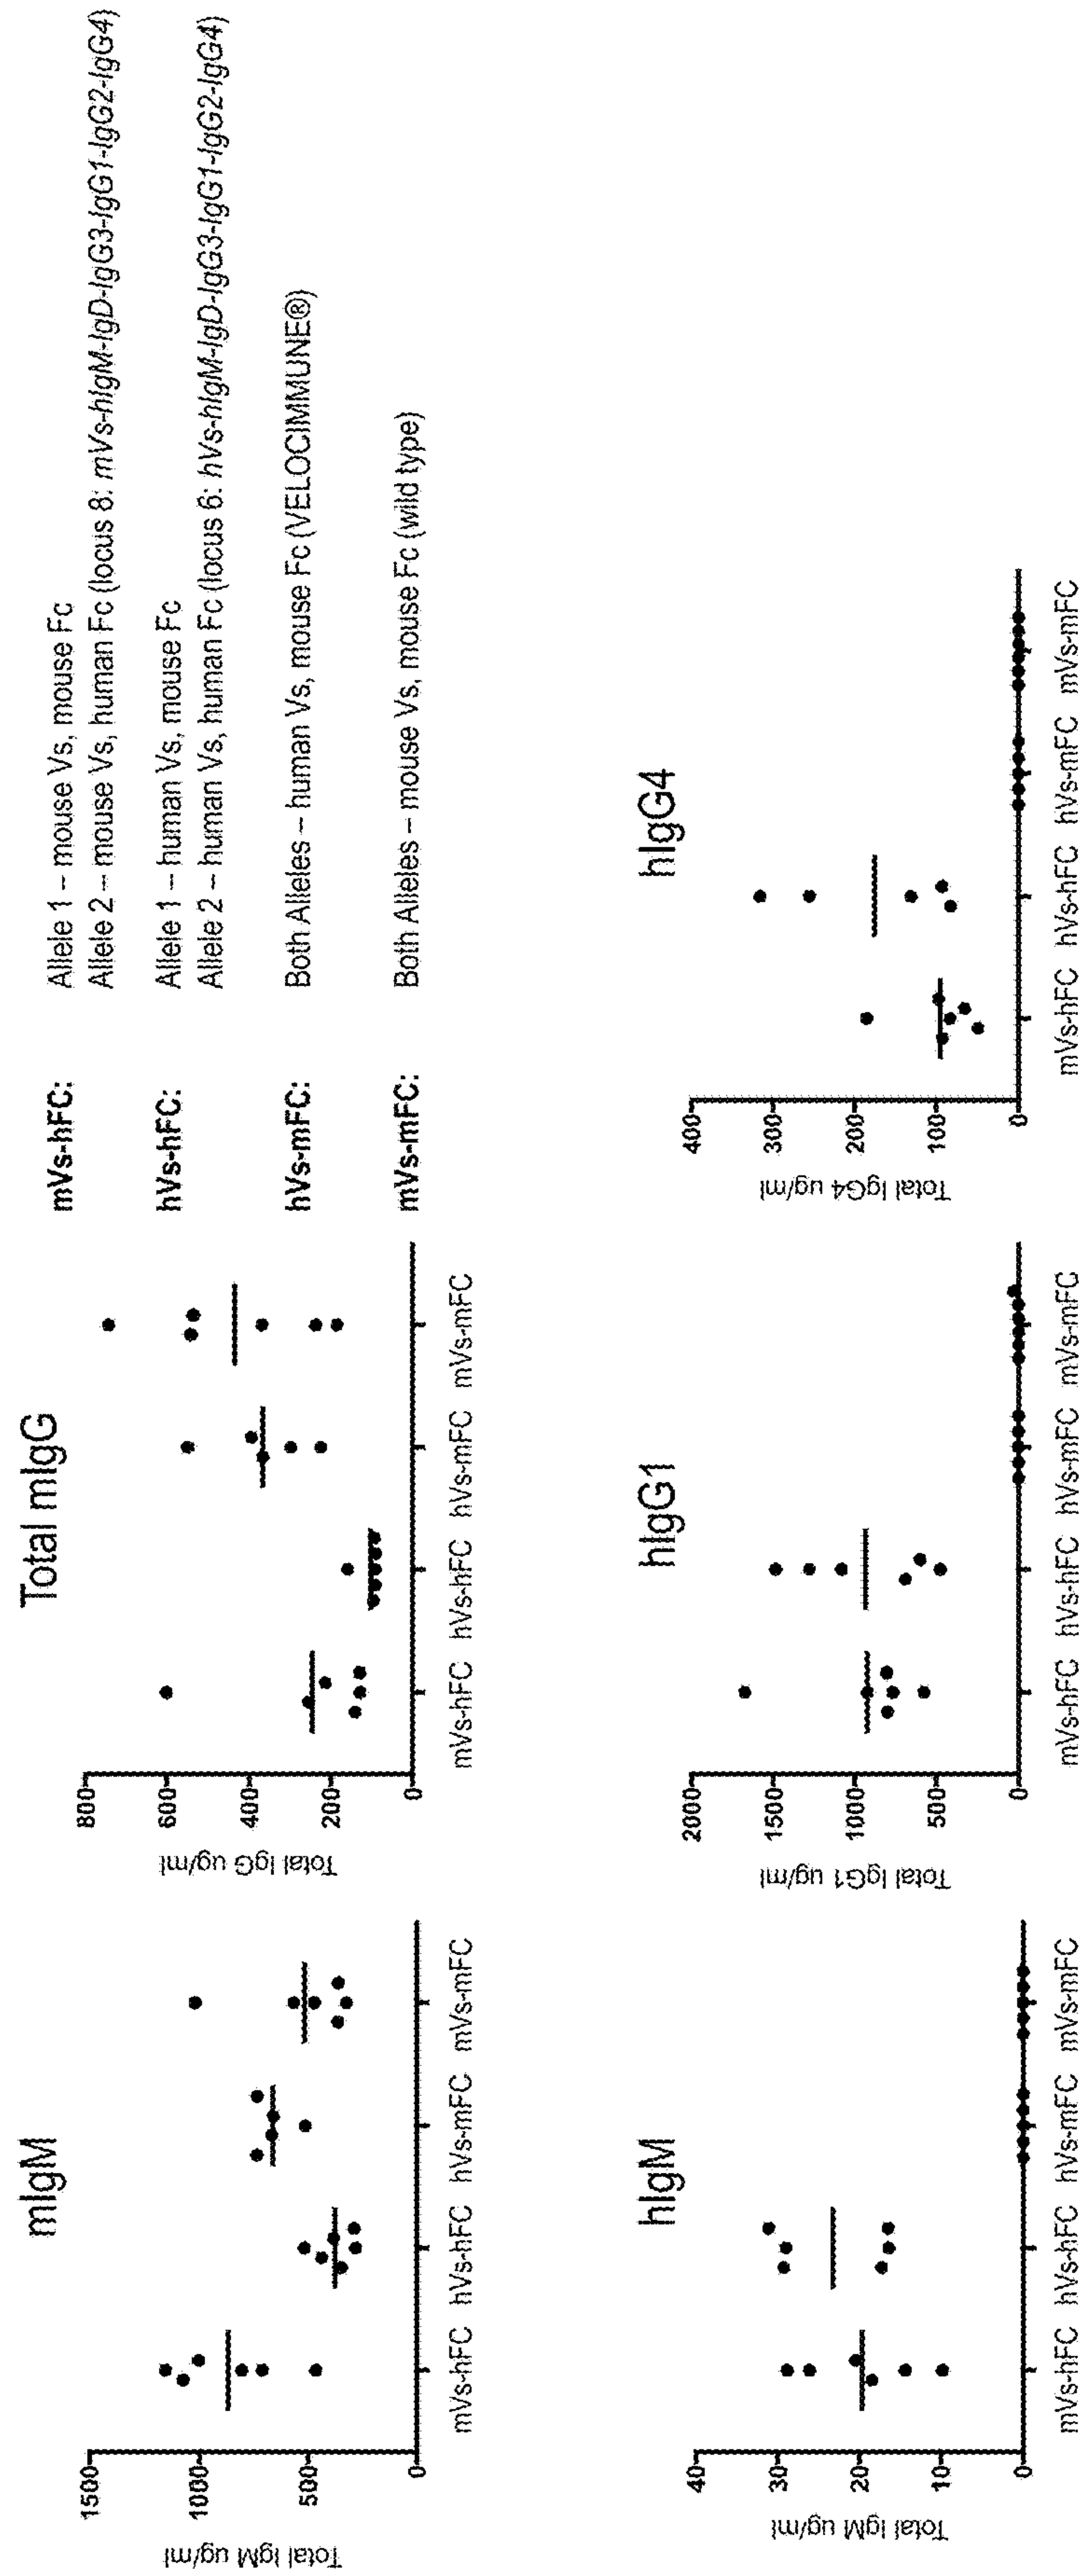 mIgM
Total IgM ug/ml
1500
1000
500
0
mVs-hFC hVs-hFC hVs-mFC mVs-mFC
Total mIgG
Total IgG ug/ml
800
600
400
200
0
mVs-hFC hVs-hFC hVs-mFC mVs-mFC
mVs-hFC: Allele 1 – mouse Vs, mouse Fc
Allele 2 – mouse Vs, human Fc (locus 8: mVs-hIgM-IgD-IgG3-IgG1-IgG2-IgG4)
hVs-hFC: Allele 1 – human Vs, mouse Fc
Allele 2 – human Vs, human Fc (locus 6: hVs-hIgM-IgD-IgG3-IgG1-IgG2-IgG4)
hVs-mFC: Both Alleles – human Vs, mouse Fc (VELOCIMMUNE®)
mVs-mFC: Both Alleles – mouse Vs, mouse Fc (wild type)
hIgM
Total IgM ug/ml
40
30
20
10
0
mVs-hFC hVs-hFC hVs-mFC mVs-mFC
hIgG1
Total IgG1 ug/ml
2000
1500
1000
500
0
mVs-hFC hVs-hFC hVs-mFC mVs-mFC
hIgG4
Total IgG4 ug/ml
400
300
200
100
0
mVs-hFC hVs-hFC hVs-mFC mVs-mFC